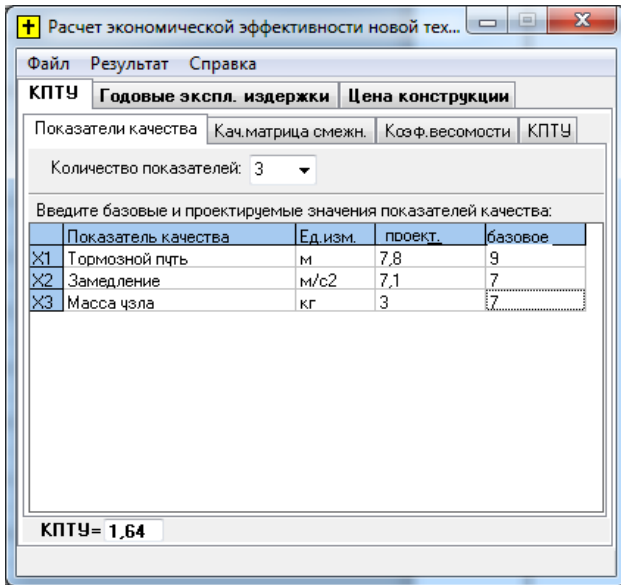 Расчет экономической эффективности новой тех...
Файл Результат Справка
КПТУ Годовые экспл. издержки Цена конструкции
Показатели качества Кач.матрица смежн. Коэф.весомости КПТУ
Количество показателей: 3
Введите базовые и проектируемые значения показателей качества:
Показатель качества Ед.изм. проект. базовое
X1 Тормозной путь м 7,8 9
X2 Замедление м/с2 7,1 7
X3 Масса узла кг 3 7
КПТУ= 1,64